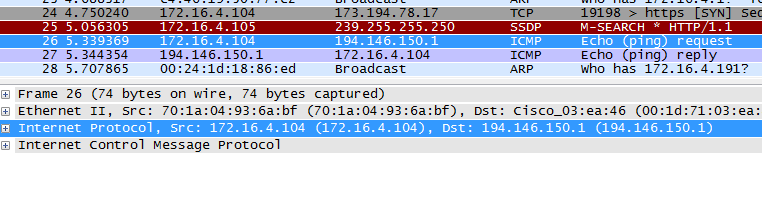 24 4.750240 172.16.4.104 173.194.78.17 TCP 19198 > https [SYN] Seq
25 5.056305 172.16.4.105 239.255.255.250 SSDP M-SEARCH * HTTP/1.1
26 5.339369 172.16.4.104 194.146.150.1 ICMP Echo (ping) request
27 5.344354 194.146.150.1 172.16.4.104 ICMP Echo (ping) reply
28 5.707865 00:24:1d:18:86:ed Broadcast ARP Who has 172.16.4.191?
Frame 26 (74 bytes on wire, 74 bytes captured)
Ethernet II, Src: 70:1a:04:93:6a:bf (70:1a:04:93:6a:bf), Dst: Cisco_03:ea:46 (00:1d:71:03:ea:
Internet Protocol, Src: 172.16.4.104 (172.16.4.104), Dst: 194.146.150.1 (194.146.150.1)
Internet Control Message Protocol